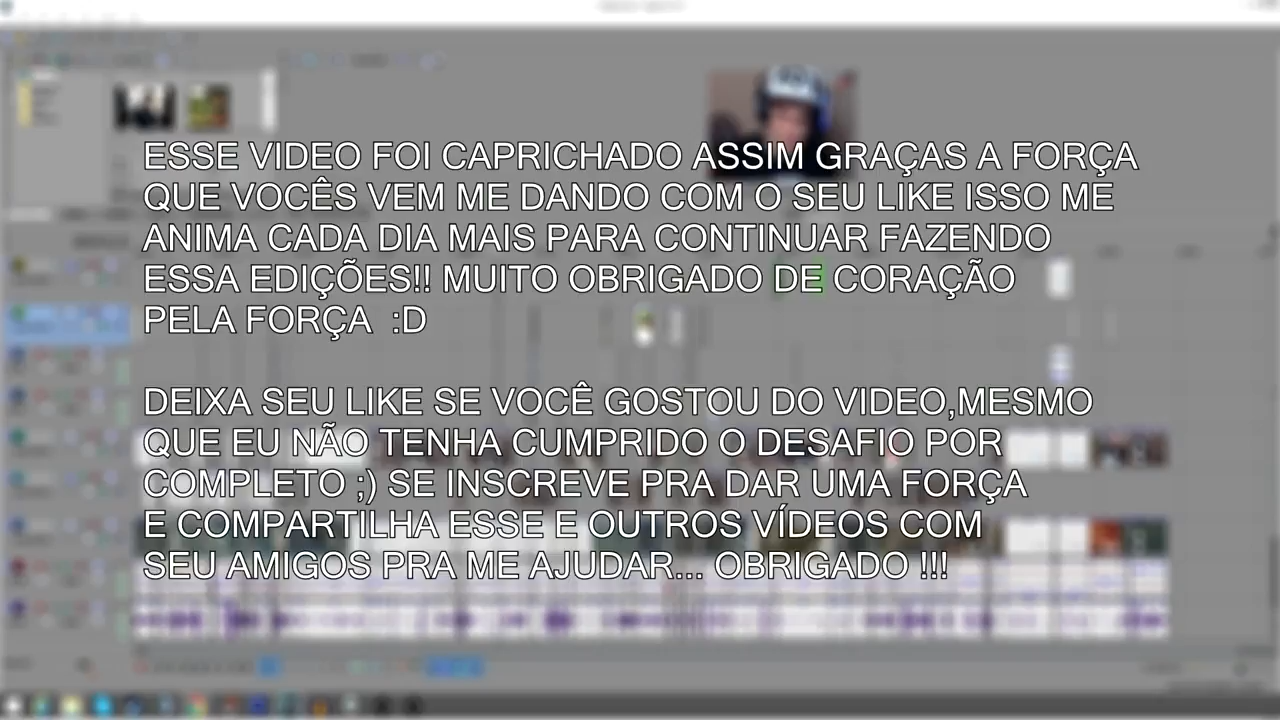 ESSE VIDEO FOI CAPRICHADO ASSIM GRAÇAS A FORÇA
QUE VOCÊS VEM ME DANDO COM O SEU LIKE ISSO ME
ANIMA CADA DIA MAIS PARA CONTINUAR FAZENDO
ESSA EDIÇÕES!! MUITO OBRIGADO DE CORAÇÃO
PELA FORÇA :D
DEIXA SEU LIKE SE VOCÊ GOSTOU DO VIDEO,MESMO
QUE EU NÃO TENHA CUMPRIDO O DESAFIO POR
COMPLETO ;) SE INSCREVE PRA DAR UMA FORÇA
E COMPARTILHA ESSE E OUTROS VÍDEOS COM
SEU AMIGOS PRA ME AJUDAR... OBRIGADO !!!